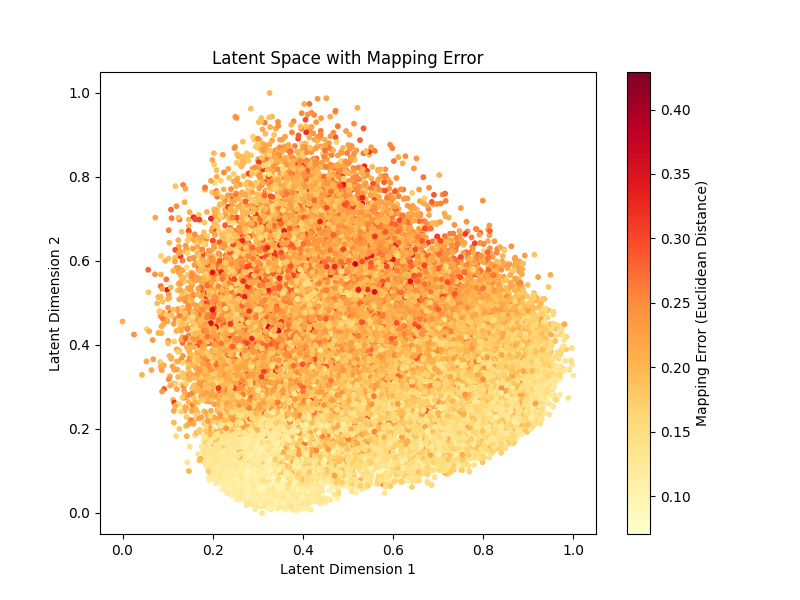 Latent Space with Mapping Error
1.0
0.8
0.6
0.4
0.2
0.0
Latent Dimension 2
0.0 0.2 0.4 0.6 0.8 1.0
Latent Dimension 1
0.40
0.35
0.30
0.25
0.20
0.15
0.10
Mapping Error (Euclidean Distance)